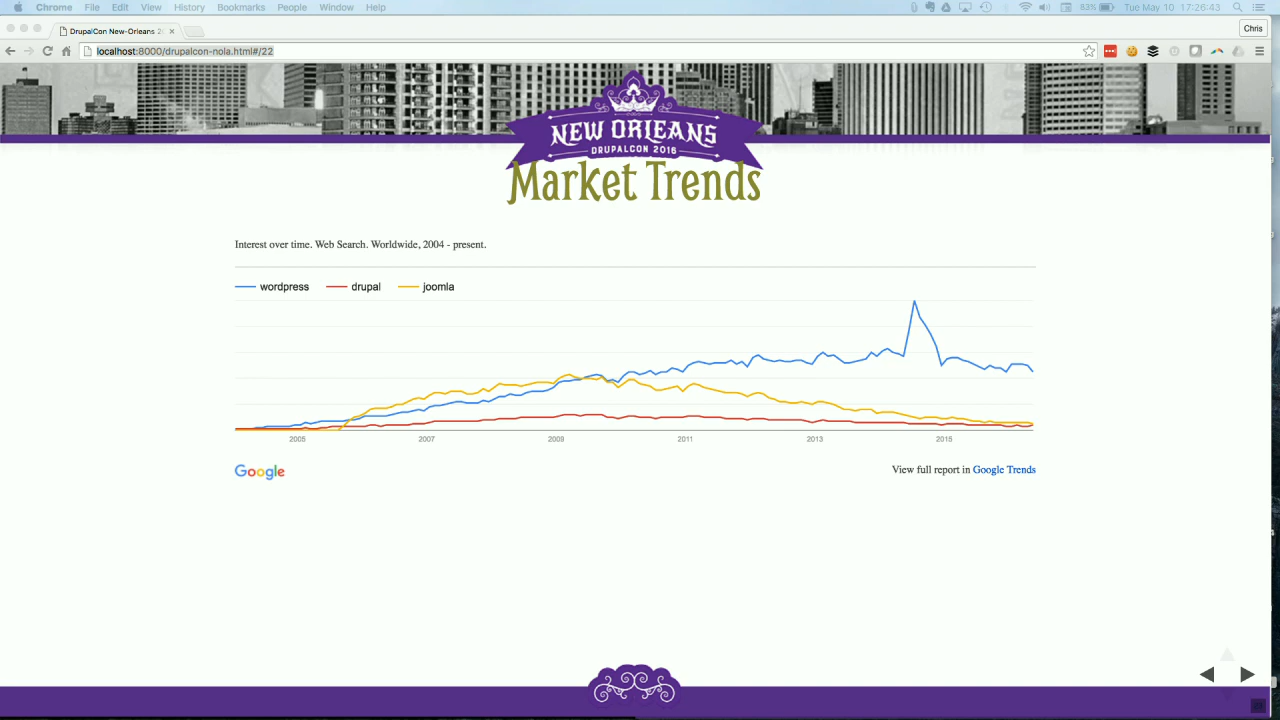 Chrome File Edit View History Bookmarks People Window Help 83% Tue May 10 17:26:43
DrupalCon New-Orleans 2
Chris
localhost:8000/drupalcon-nola.html#/22
NEW ORLEANS
DRUPALCON 2016
Market Trends
Interest over time. Web Search. Worldwide, 2004 - present.
wordpress drupal joomla
2005 2007 2009 2011 2013 2015
Google
View full report in Google Trends